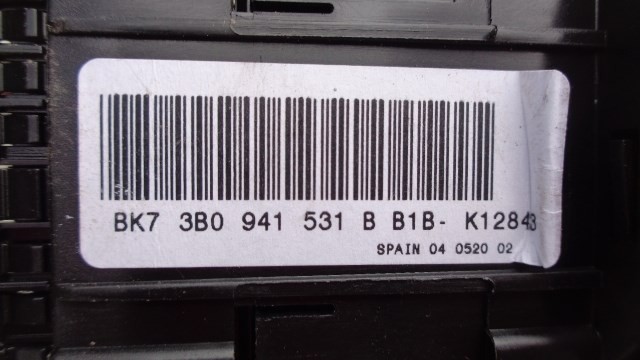 BK7 3B0 941 531 B B1B- K12843
SPAIN 04 0520 02